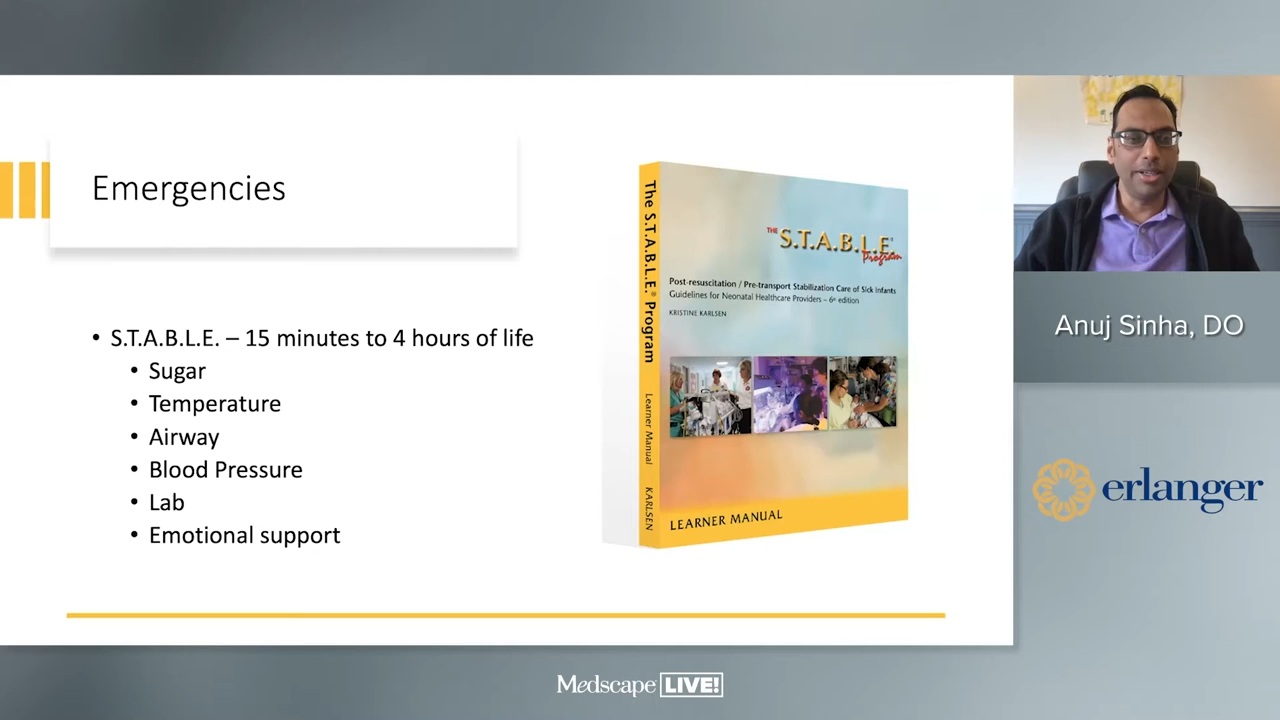 Emergencies
• S.T.A.B.L.E. – 15 minutes to 4 hours of life
• Sugar
• Temperature
• Airway
• Blood Pressure
• Lab
• Emotional support
The S.T.A.B.L.E.® Program
Learner Manual
KARLSEN
THE S.T.A.B.L.E.®
Program
Post-resuscitation / Pre-transport Stabilization Care of Sick Infants
Guidelines for Neonatal Healthcare Providers – 6th edition
KRISTINE KARLSEN
LEARNER MANUAL
Anuj Sinha, DO
erlanger
Medscape LIVE!